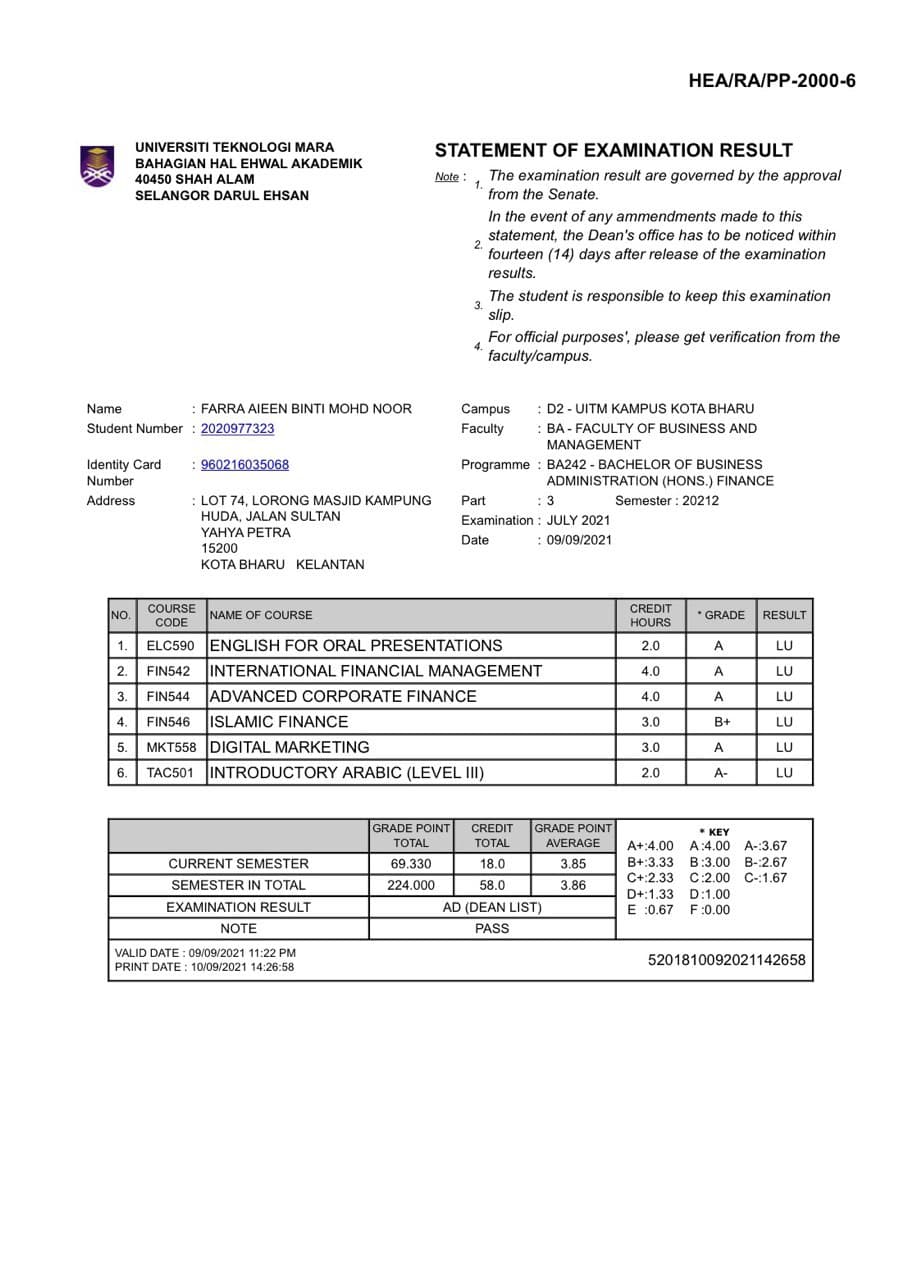 HEA/RA/PP-2000-6
UNIVERSITI TEKNOLOGI MARA
BAHAGIAN HAL EHWAL AKADEMIK
40450 SHAH ALAM
SELANGOR DARUL EHSAN
STATEMENT OF EXAMINATION RESULT
Note : 1. The examination result are governed by the approval
from the Senate.
2. In the event of any ammendments made to this
statement, the Dean's office has to be noticed within
fourteen (14) days after release of the examination
results.
3. The student is responsible to keep this examination
slip.
4. For official purposes', please get verification from the
faculty/campus.
Name : FARRA AIEEN BINTI MOHD NOOR
Student Number : 2020977323
Identity Card Number : 960216035068
Address : LOT 74, LORONG MASJID KAMPUNG
HUDA, JALAN SULTAN
YAHYA PETRA
15200
KOTA BHARU KELANTAN
Campus : D2 - UITM KAMPUS KOTA BHARU
Faculty : BA - FACULTY OF BUSINESS AND
MANAGEMENT
Programme : BA242 - BACHELOR OF BUSINESS
ADMINISTRATION (HONS.) FINANCE
Part : 3 Semester : 20212
Examination : JULY 2021
Date : 09/09/2021
NO. COURSE CODE NAME OF COURSE CREDIT HOURS * GRADE RESULT
1. ELC590 ENGLISH FOR ORAL PRESENTATIONS 2.0 A LU
2. FIN542 INTERNATIONAL FINANCIAL MANAGEMENT 4.0 A LU
3. FIN544 ADVANCED CORPORATE FINANCE 4.0 A LU
4. FIN546 ISLAMIC FINANCE 3.0 B+ LU
5. MKT558 DIGITAL MARKETING 3.0 A LU
6. TAC501 INTRODUCTORY ARABIC (LEVEL III) 2.0 A- LU
GRADE POINT TOTAL CREDIT TOTAL GRADE POINT AVERAGE
CURRENT SEMESTER 69.330 18.0 3.85
SEMESTER IN TOTAL 224.000 58.0 3.86
EXAMINATION RESULT AD (DEAN LIST)
NOTE PASS
* KEY
A+:4.00 A :4.00 A-:3.67
B+:3.33 B :3.00 B-:2.67
C+:2.33 C :2.00 C-:1.67
D+:1.33 D :1.00
E :0.67 F :0.00
VALID DATE : 09/09/2021 11:22 PM
PRINT DATE : 10/09/2021 14:26:58
5201810092021142658